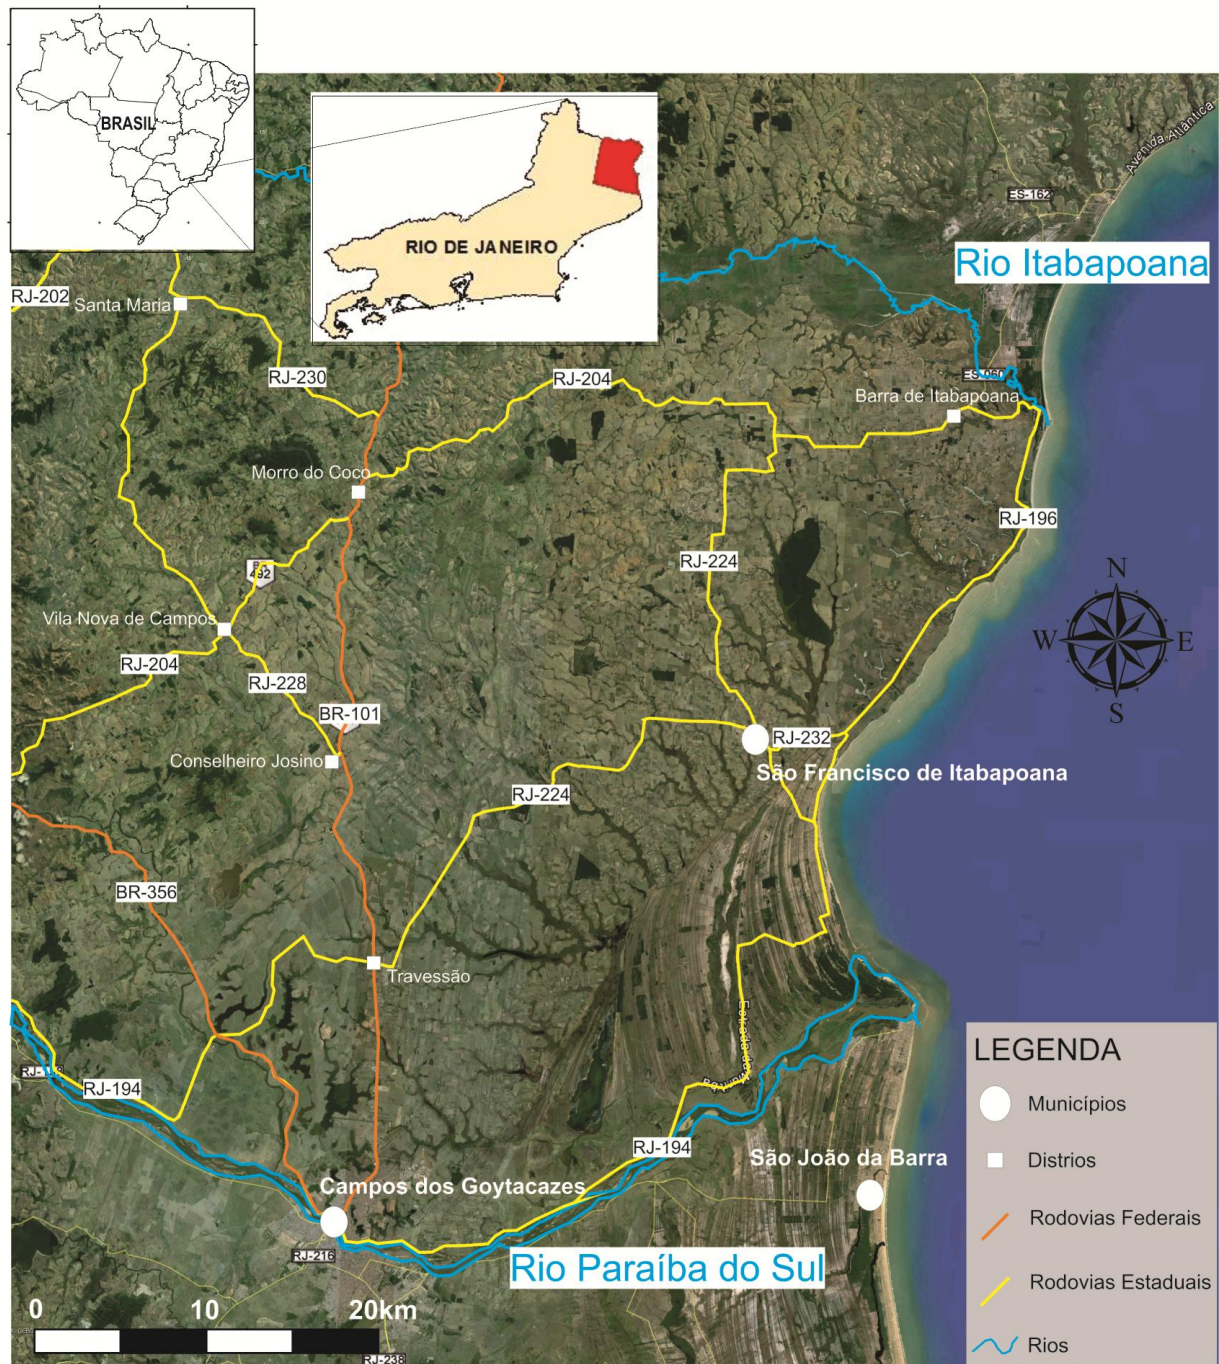 BRASIL
RIO DE JANEIRO
Avenida Atlântica
ES-162
Rio Itabapoana
RJ-202
Santa Maria
RJ-230
RJ-204
ES-060
Barra de Itabapoana
Morro do Coco
RJ-196
RJ-224
492
N
Vila Nova de Campos
W
E
RJ-204
RJ-228
S
BR-101
RJ-232
Conselheiro Josino
São Francisco de Itabapoana
RJ-224
BR-356
Travessão
LEGENDA
RJ-194
Municípios
RJ-194
São João da Barra
Distrios
Campos dos Goytacazes
Rodovias Federais
RJ-216
Rio Paraíba do Sul
Rodovias Estaduais
0 10 20km
Rios
RJ-238